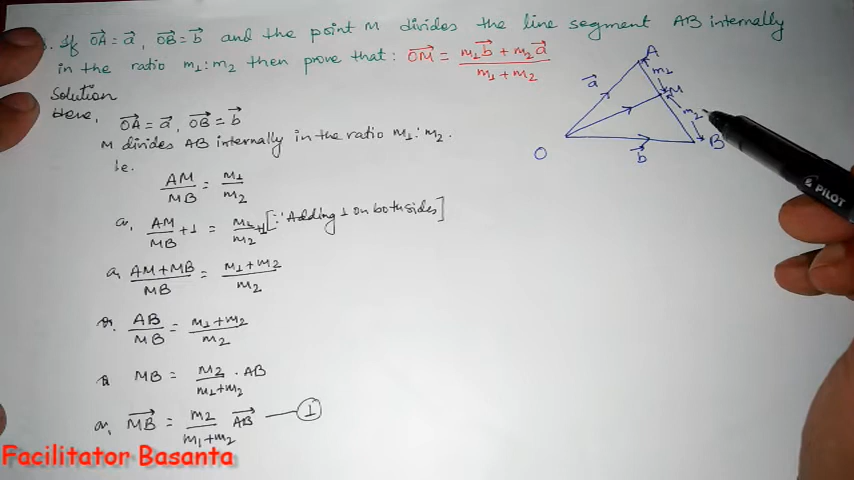 . If OA⃗ = a⃗, OB⃗ = b⃗ and the point M divides the line segment AB internally
in the ratio m₁:m₂ then prove that: OM⃗ = (m₁b⃗ + m₂a⃗)/(m₁+m₂)
Solution
Here,
OA⃗ = a⃗, OB⃗ = b⃗
M divides AB internally in the ratio m₁:m₂.
ie.
AM/MB = m₁/m₂
or, AM/MB + 1 = m₁/m₂ + 1 [∵ Adding 1 on both sides]
or, (AM+MB)/MB = (m₁+m₂)/m₂
or, AB/MB = (m₁+m₂)/m₂
or MB = m₂/(m₁+m₂) · AB
or, MB⃗ = m₂/(m₁+m₂) AB⃗ — ①
A
a⃗
m₁
M
m₂
B
b⃗
O
PILOT
Facilitator Basanta